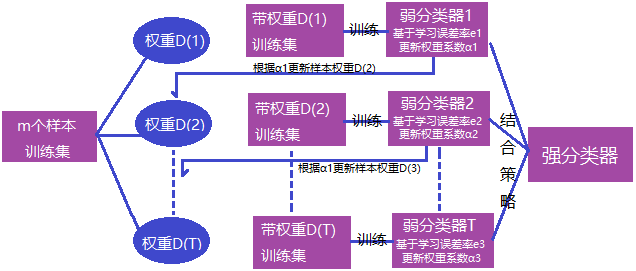 权重D(1)
带权重D(1)
训练集
训练
弱分类器1
基于学习误差率e1
更新权重系数α1
根据α1更新样本权重D(2)
m个样本
训练集
权重D(2)
带权重D(2)
训练集
训练
弱分类器2
基于学习误差率e2
更新权重系数α2
结合策略
强分类器
根据α1更新样本权重D(3)
权重D(T)
带权重D(T)
训练集
训练
弱分类器T
基于学习误差率e3
更新权重系数α3